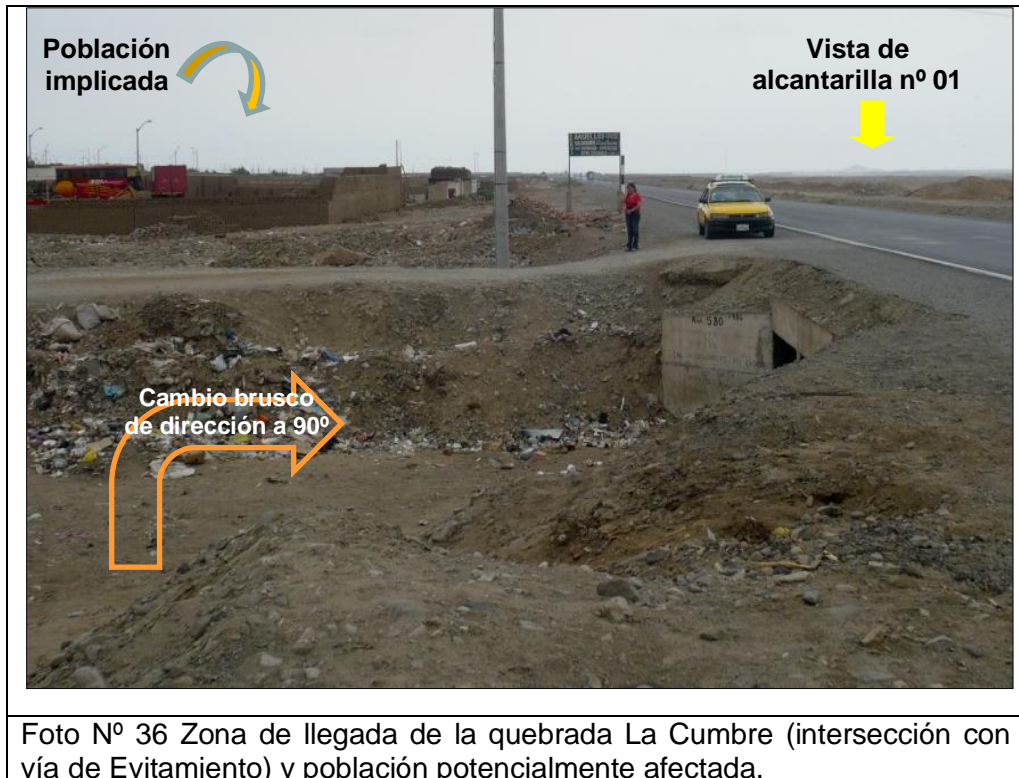 Población
implicada
Vista de
alcantarilla nº 01
Cambio brusco
de dirección a 90º
Foto Nº 36 Zona de llegada de la quebrada La Cumbre (intersección con
vía de Evitamiento) y población potencialmente afectada.